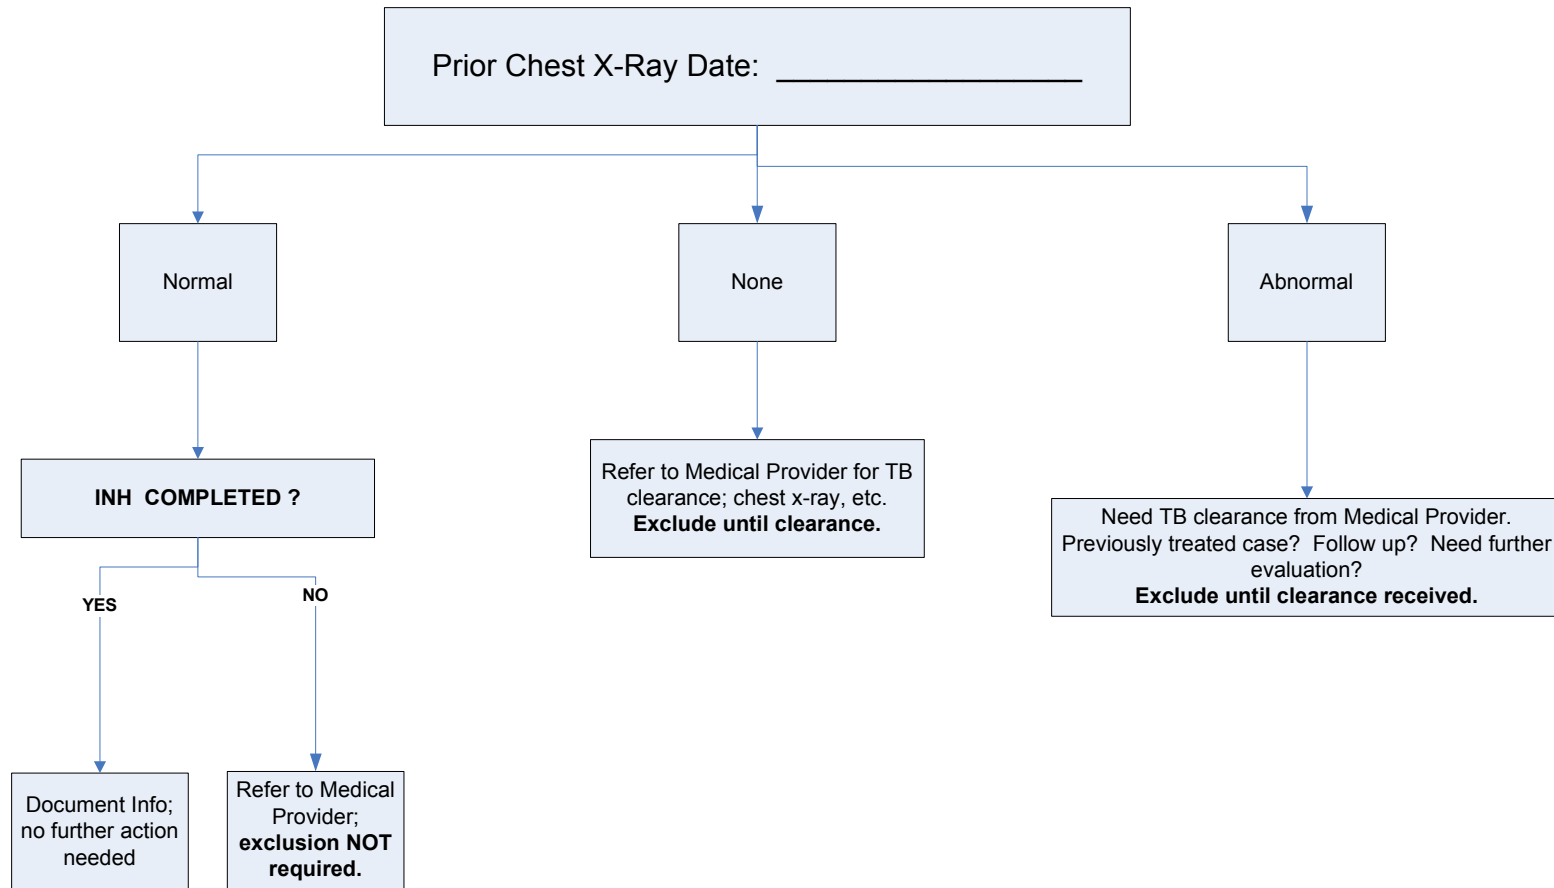 Prior Chest X-Ray Date: ___________________
Normal
None
Abnormal
INH COMPLETED ?
Refer to Medical Provider for TB
clearance; chest x-ray, etc.
Exclude until clearance.
Need TB clearance from Medical Provider.
Previously treated case? Follow up? Need further
evaluation?
Exclude until clearance received.
YES
NO
Document Info;
no further action
needed
Refer to Medical
Provider;
exclusion NOT
required.